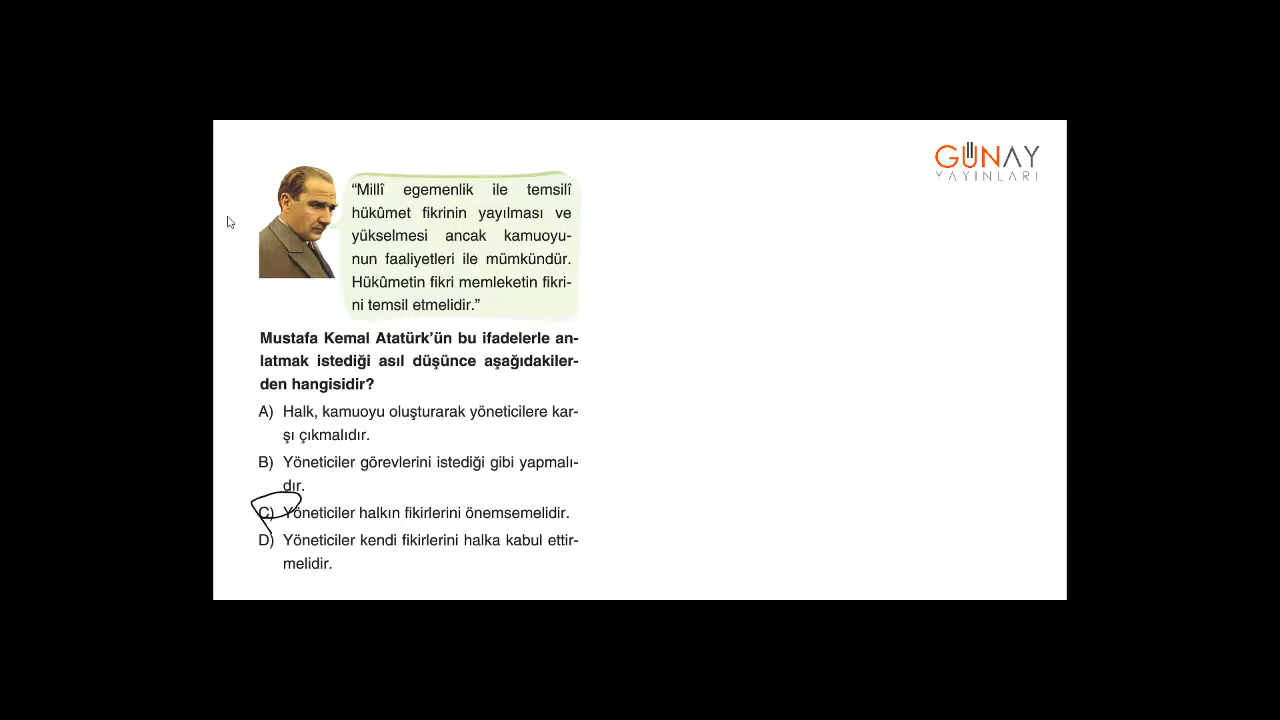 GÜNAY
YAYINLARI
“Millî egemenlik ile temsilî
hükûmet fikrinin yayılması ve
yükselmesi ancak kamuoyu-
nun faaliyetleri ile mümkündür.
Hükûmetin fikri memleketin fikri-
ni temsil etmelidir.”
Mustafa Kemal Atatürk’ün bu ifadelerle an-
latmak istediği asıl düşünce aşağıdakiler-
den hangisidir?
A) Halk, kamuoyu oluşturarak yöneticilere kar-
şı çıkmalıdır.
B) Yöneticiler görevlerini istediği gibi yapmalı-
dır.
C) Yöneticiler halkın fikirlerini önemsemelidir.
D) Yöneticiler kendi fikirlerini halka kabul ettir-
melidir.